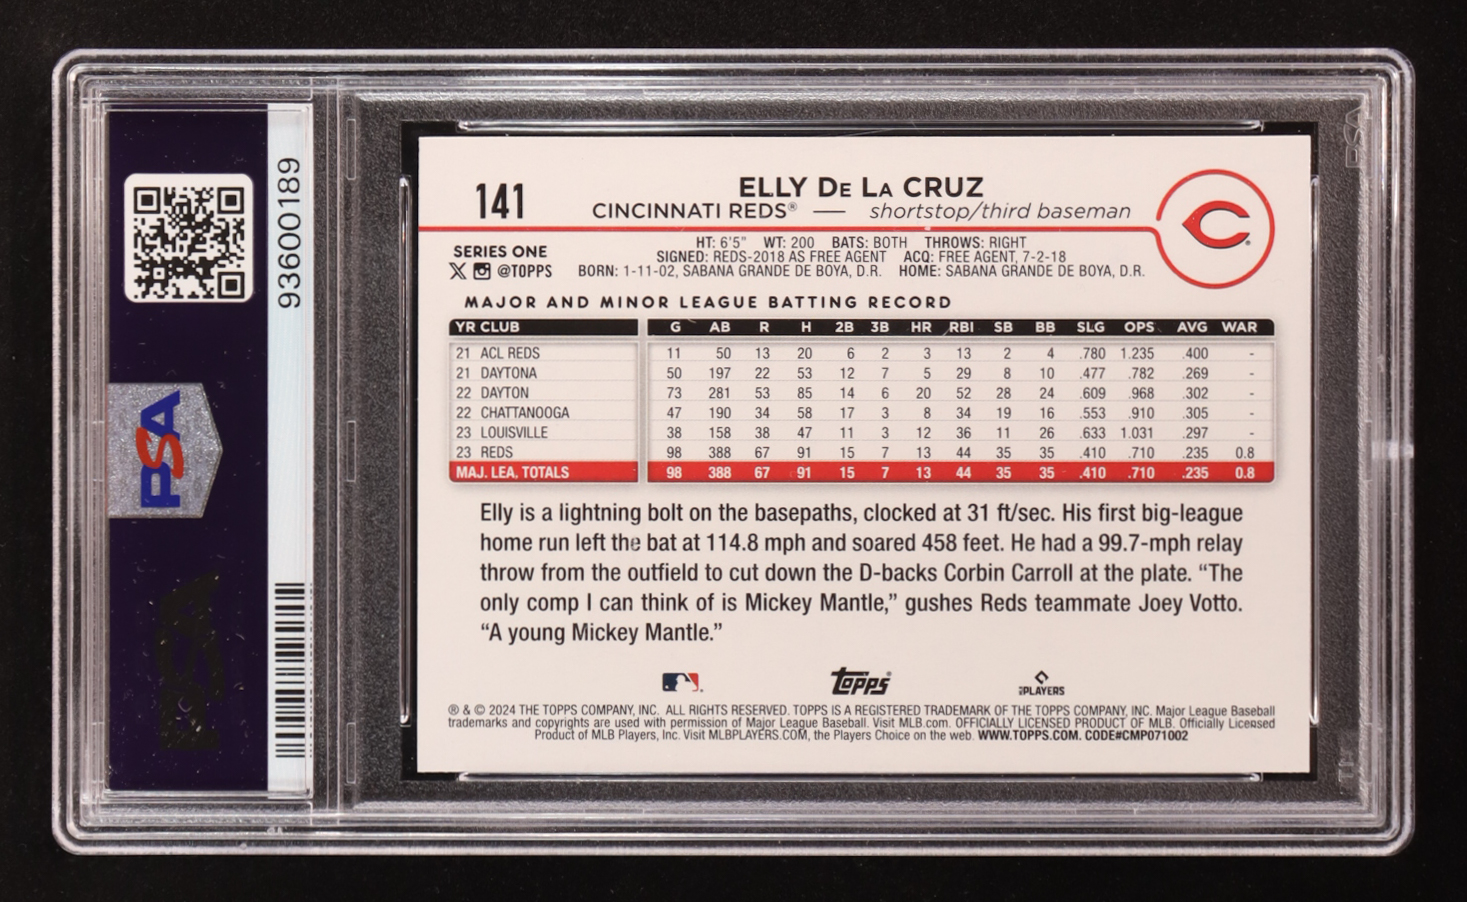 93600189
PSA
PSA
141
ELLY DE LA CRUZ
CINCINNATI REDS® — shortstop/third baseman
C
SERIES ONE
X @TOPPS
HT: 6'5" WT: 200 BATS: BOTH THROWS: RIGHT
SIGNED: REDS-2018 AS FREE AGENT ACQ: FREE AGENT, 7-2-18
BORN: 1-11-02, SABANA GRANDE DE BOYA, D.R. HOME: SABANA GRANDE DE BOYA, D.R.
MAJOR AND MINOR LEAGUE BATTING RECORD
YR CLUB G AB R H 2B 3B HR RBI SB BB SLG OPS AVG WAR
21 ACL REDS 11 50 13 20 6 2 3 13 2 4 .780 1.235 .400 -
21 DAYTONA 50 197 22 53 12 7 5 29 8 10 .477 .782 .269 -
22 DAYTON 73 281 53 85 14 6 20 52 28 24 .609 .968 .302 -
22 CHATTANOOGA 47 190 34 58 17 3 8 34 19 16 .553 .910 .305 -
23 LOUISVILLE 38 158 38 47 11 3 12 36 11 26 .633 1.031 .297 -
23 REDS 98 388 67 91 15 7 13 44 35 35 .410 .710 .235 0.8
MAJ. LEA. TOTALS 98 388 67 91 15 7 13 44 35 35 .410 .710 .235 0.8
Elly is a lightning bolt on the basepaths, clocked at 31 ft/sec. His first big-league
home run left the bat at 114.8 mph and soared 458 feet. He had a 99.7-mph relay
throw from the outfield to cut down the D-backs Corbin Carroll at the plate. “The
only comp I can think of is Mickey Mantle,” gushes Reds teammate Joey Votto.
“A young Mickey Mantle.”
Topps
PLAYERS
® & © 2024 THE TOPPS COMPANY, INC. ALL RIGHTS RESERVED. TOPPS IS A REGISTERED TRADEMARK OF THE TOPPS COMPANY, INC. Major League Baseball
trademarks and copyrights are used with permission of Major League Baseball. Visit MLB.com. OFFICIALLY LICENSED PRODUCT OF MLB. Officially Licensed
Product of MLB Players, Inc. Visit MLBPLAYERS.COM, the Players Choice on the web. WWW.TOPPS.COM. CODE#CMP071002
PSA